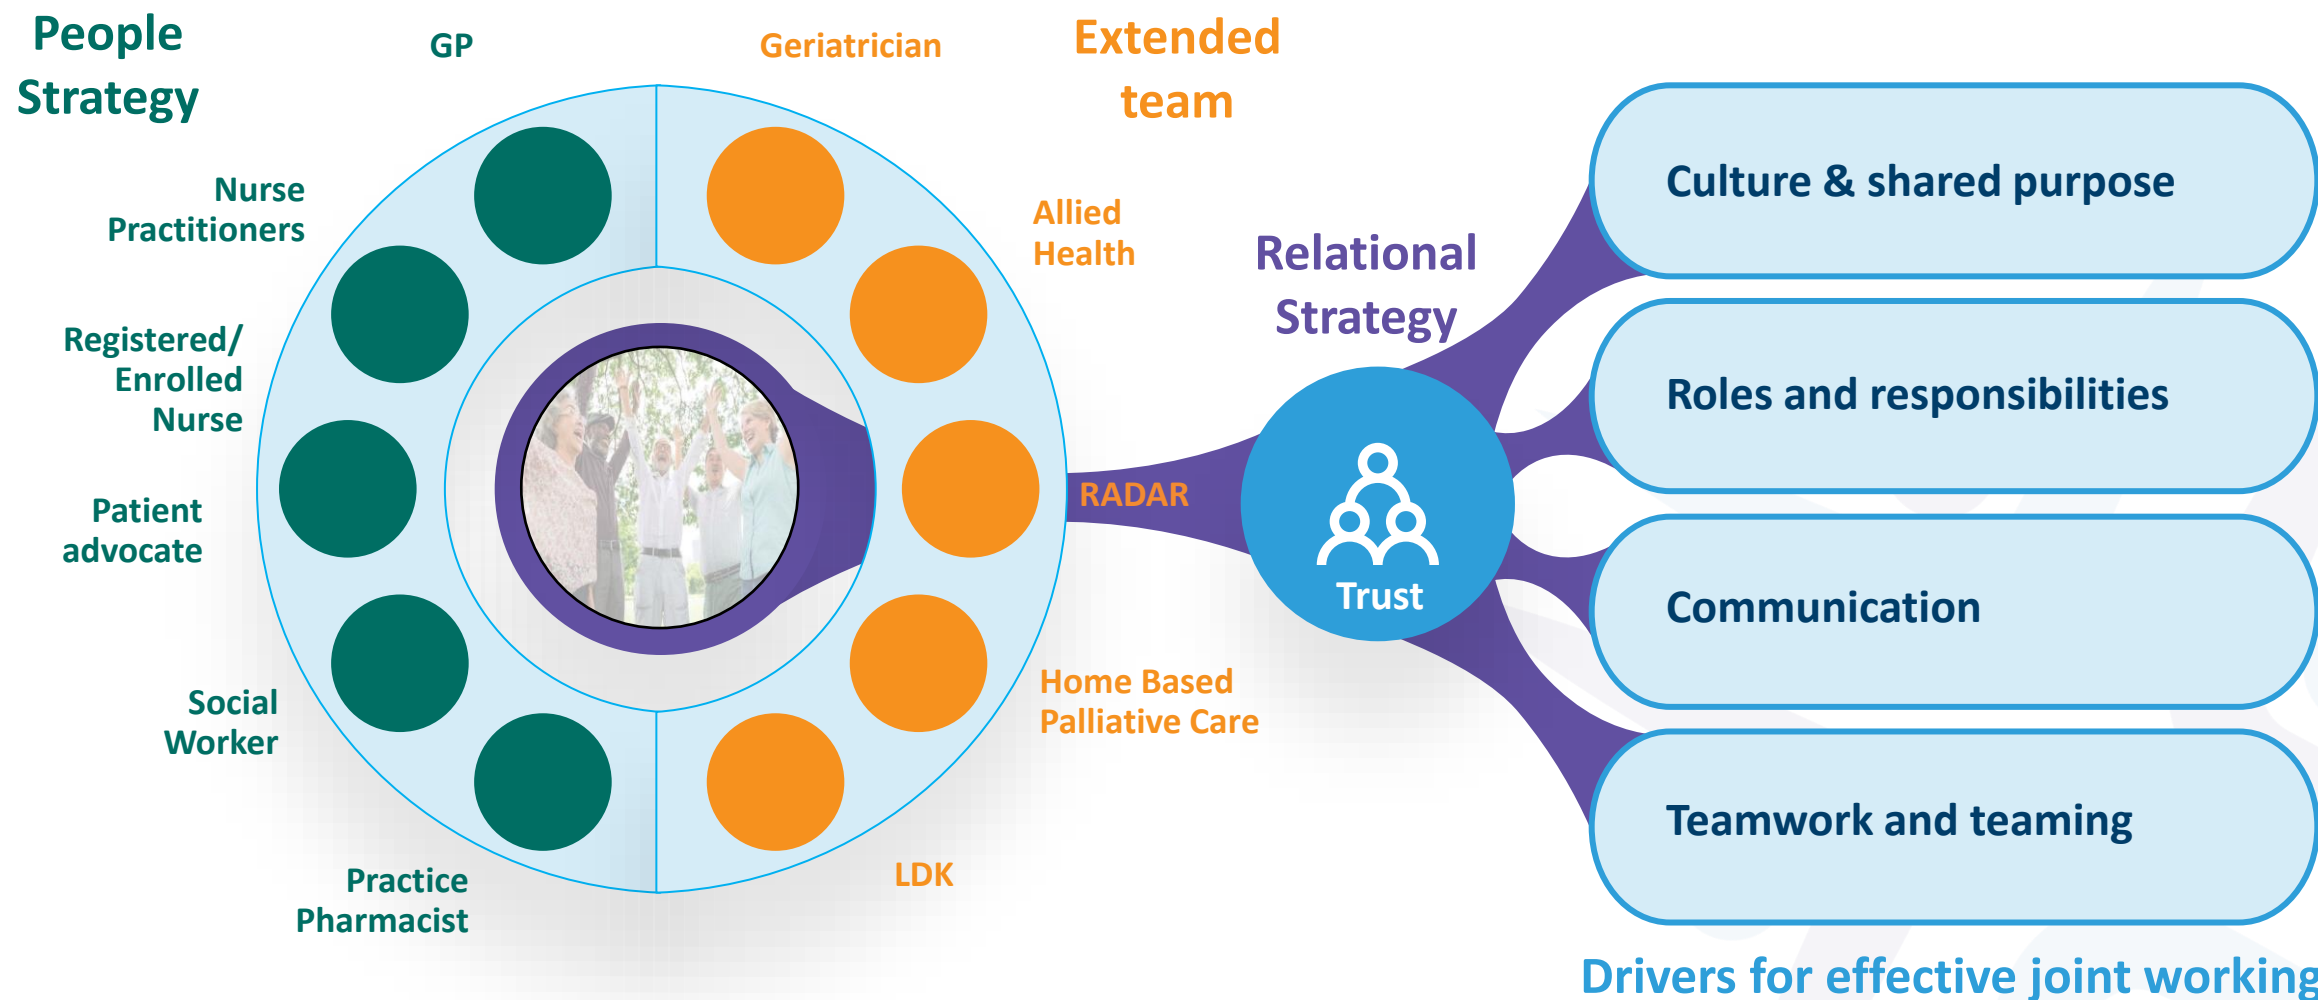 People
Strategy
GP
Nurse
Practitioners
Registered/
Enrolled
Nurse
Patient
advocate
Social
Worker
Practice
Pharmacist
Geriatrician
Extended
team
Allied
Health
RADAR
Home Based
Palliative Care
LDK
Relational
Strategy
Trust
Culture & shared purpose
Roles and responsibilities
Communication
Teamwork and teaming
Drivers for effective joint working